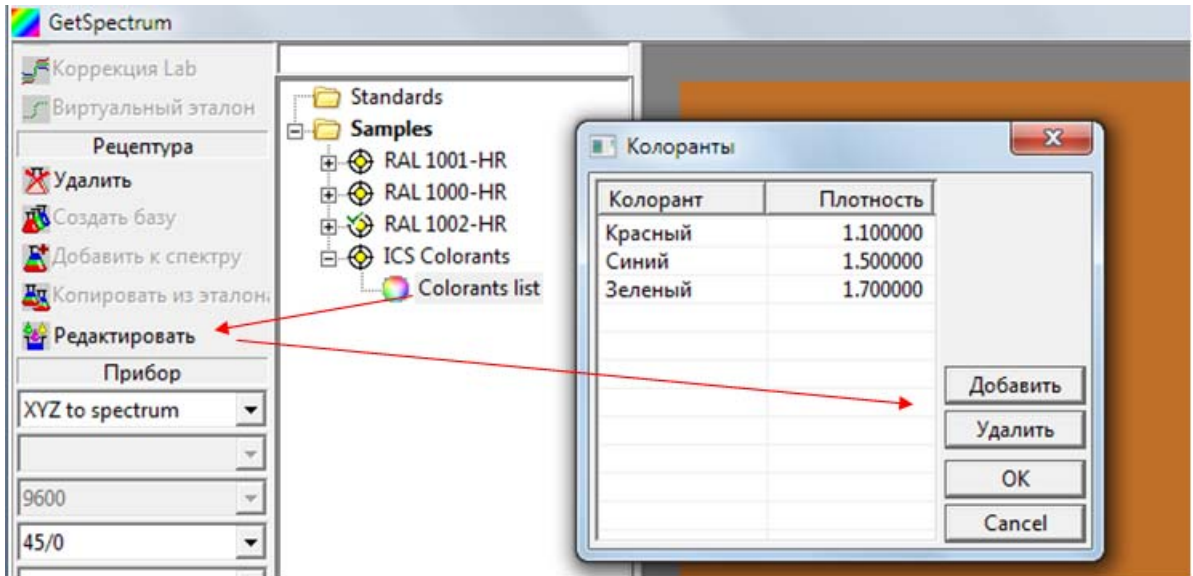 GetSpectrum
Коррекция Lab
Виртуальный эталон
Рецептура
Удалить
Создать базу
Добавить к спектру
Копировать из эталона
Редактировать
Прибор
XYZ to spectrum
9600
45/0
Standards
Samples
RAL 1001-HR
RAL 1000-HR
RAL 1002-HR
ICS Colorants
Colorants list
Колоранты
Колорант Плотность
Красный 1.100000
Синий 1.500000
Зеленый 1.700000
Добавить
Удалить
OK
Cancel